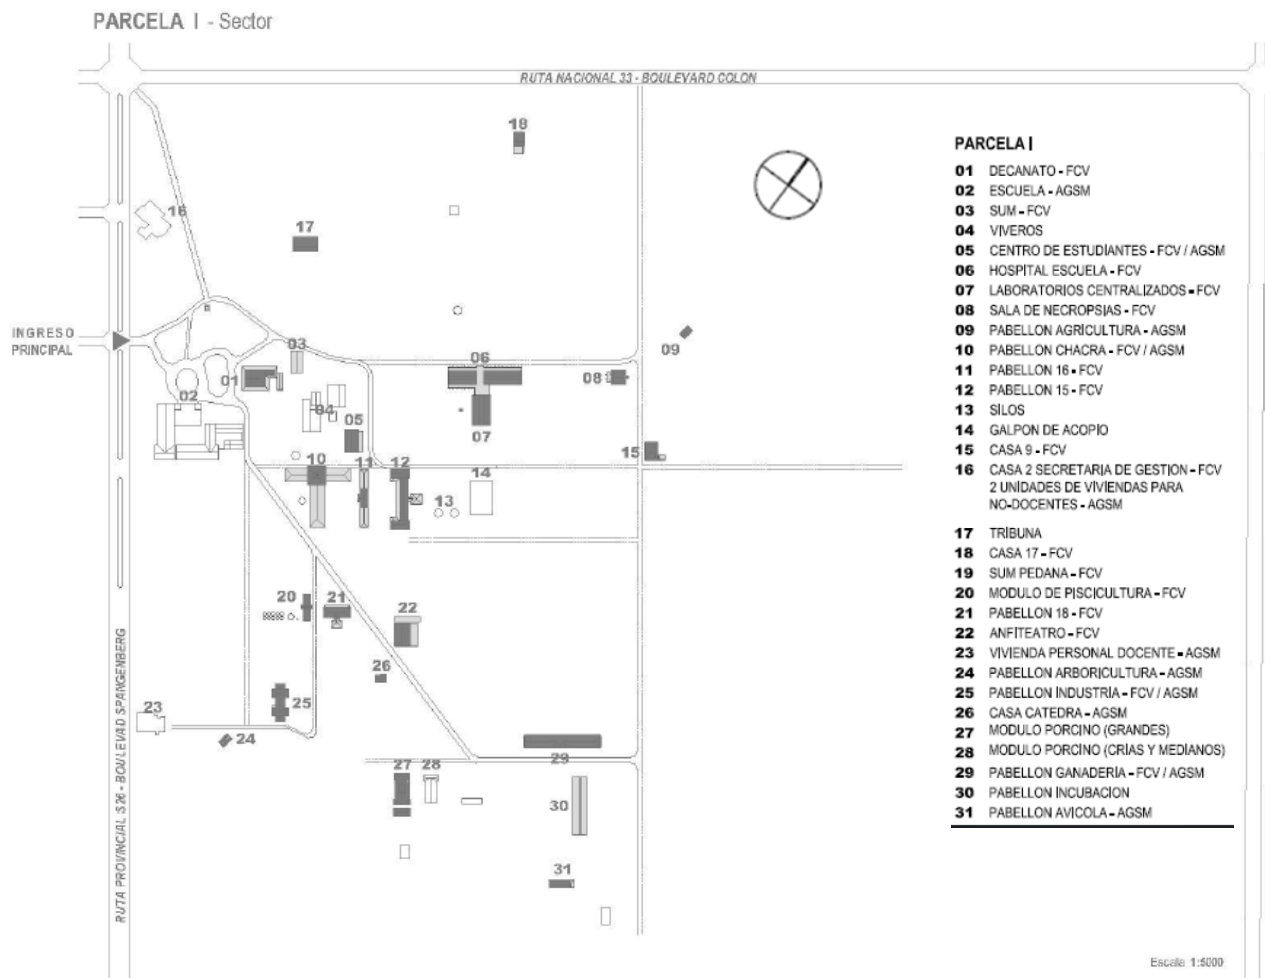 PARCELA I - Sector
RUTA NACIONAL 33 - BOULEVARD COLON
18
16
17
INGRESO
PRINCIPAL
03
09
06
01
08
02
04
05
07
15
10
11
12
14
13
20
21
22
26
23
25
24
29
27
28
30
31
RUTA PROVINCIAL S26 - BOULEVAD SPANGENBERG
PARCELA I
01 DECANATO - FCV
02 ESCUELA - AGSM
03 SUM - FCV
04 VIVEROS
05 CENTRO DE ESTUDIANTES - FCV / AGSM
06 HOSPITAL ESCUELA - FCV
07 LABORATORIOS CENTRALIZADOS - FCV
08 SALA DE NECROPSIAS - FCV
09 PABELLON AGRICULTURA - AGSM
10 PABELLON CHACRA - FCV / AGSM
11 PABELLON 16 - FCV
12 PABELLON 15 - FCV
13 SILOS
14 GALPON DE ACOPIO
15 CASA 9 - FCV
16 CASA 2 SECRETARIA DE GESTION - FCV
2 UNIDADES DE VIVIENDAS PARA
NO-DOCENTES - AGSM
17 TRIBUNA
18 CASA 17 - FCV
19 SUM PEDANA - FCV
20 MODULO DE PISCICULTURA - FCV
21 PABELLON 18 - FCV
22 ANFITEATRO - FCV
23 VIVIENDA PERSONAL DOCENTE - AGSM
24 PABELLON ARBORICULTURA - AGSM
25 PABELLON INDUSTRIA - FCV / AGSM
26 CASA CATEDRA - AGSM
27 MODULO PORCINO (GRANDES)
28 MODULO PORCINO (CRIAS Y MEDIANOS)
29 PABELLON GANADERIA - FCV / AGSM
30 PABELLON INCUBACION
31 PABELLON AVICOLA - AGSM
Escala 1:5000